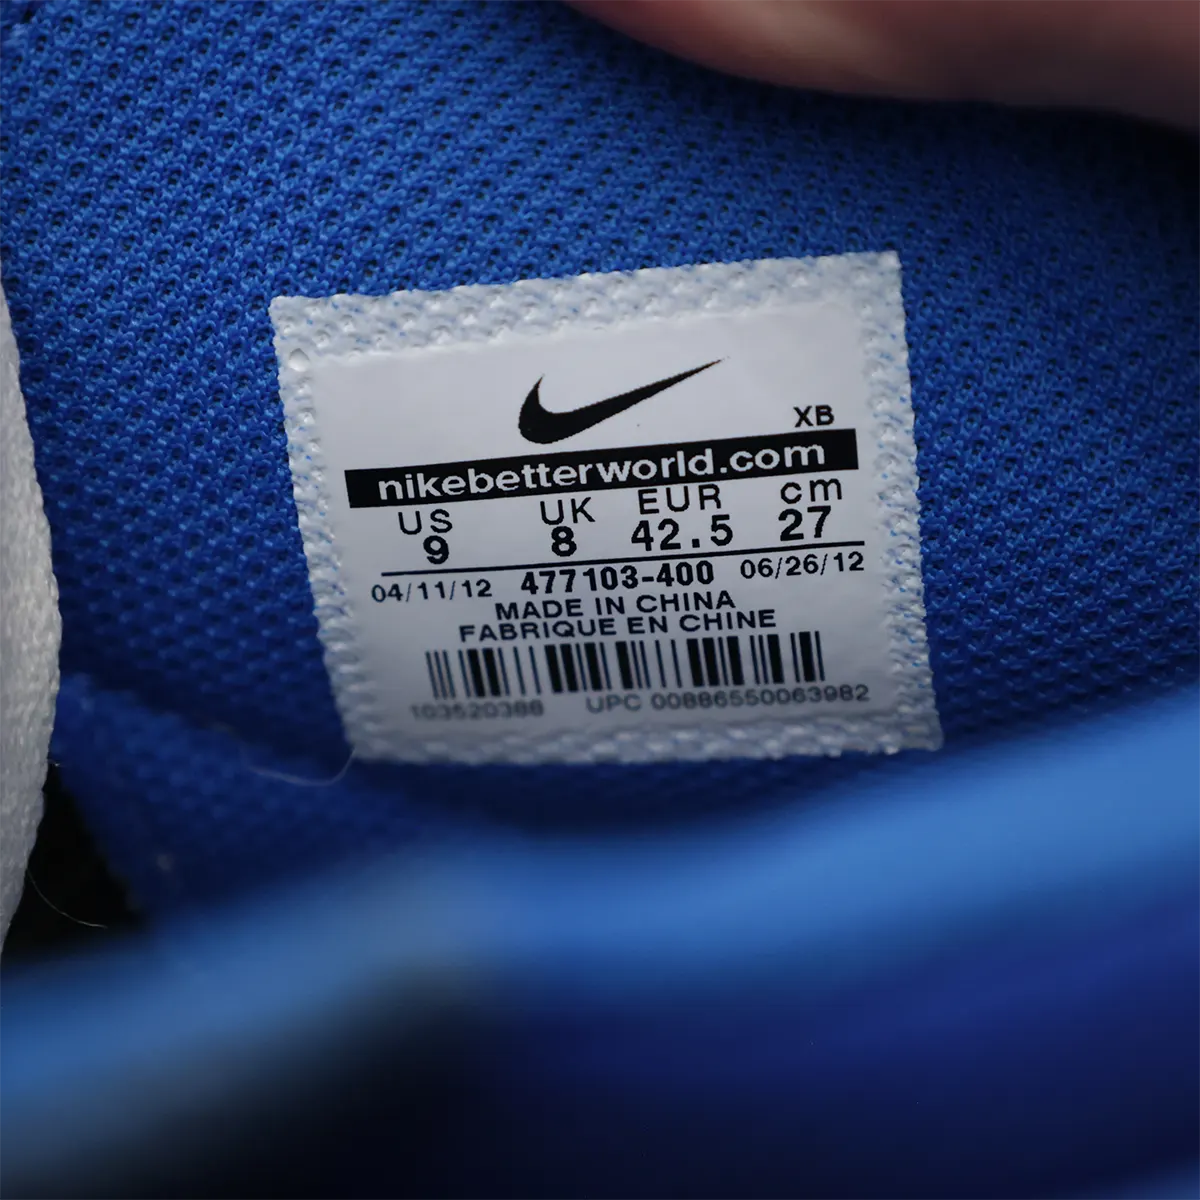 XB
nikebetterworld.com
US UK EUR cm
9 8 42.5 27
04/11/12 477103-400 06/26/12
MADE IN CHINA
FABRIQUE EN CHINE
103520388 UPC 00886550063982